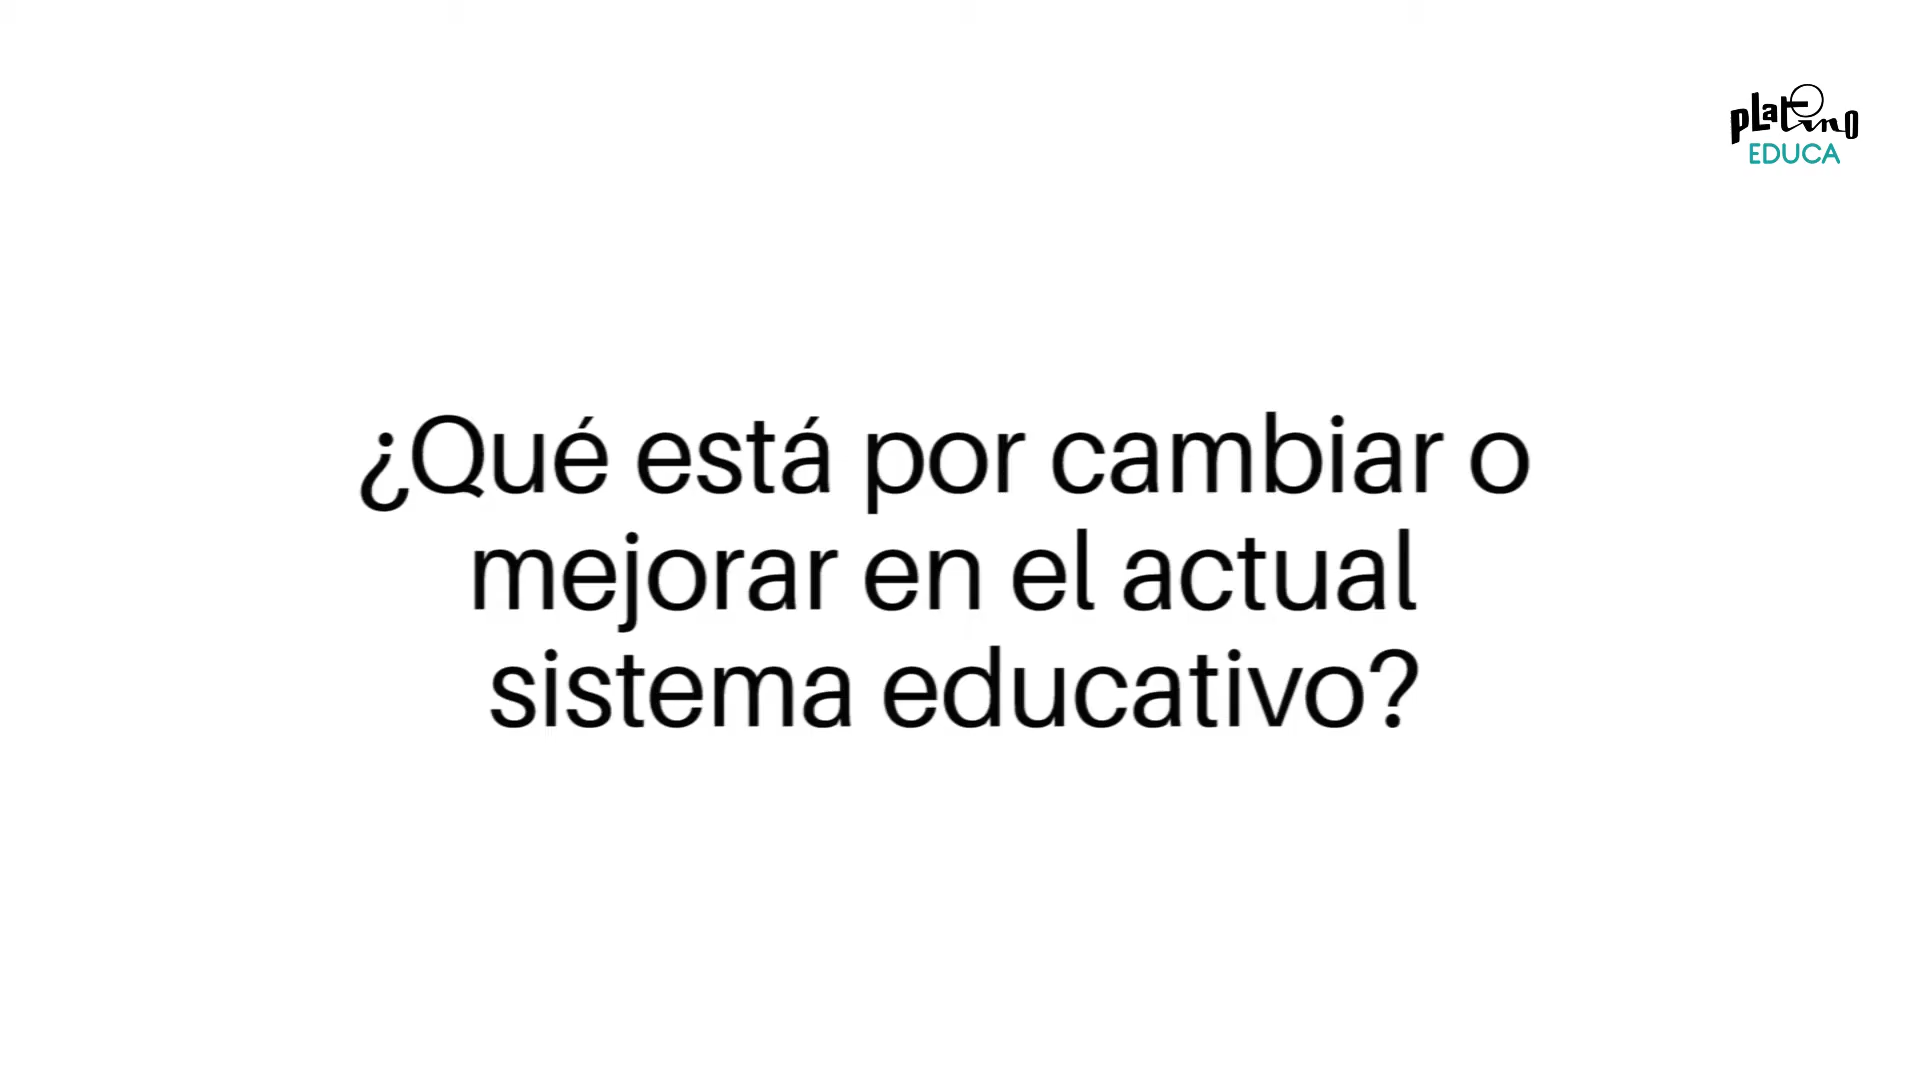 platino
EDUCA
¿Qué está por cambiar o
mejorar en el actual
sistema educativo?